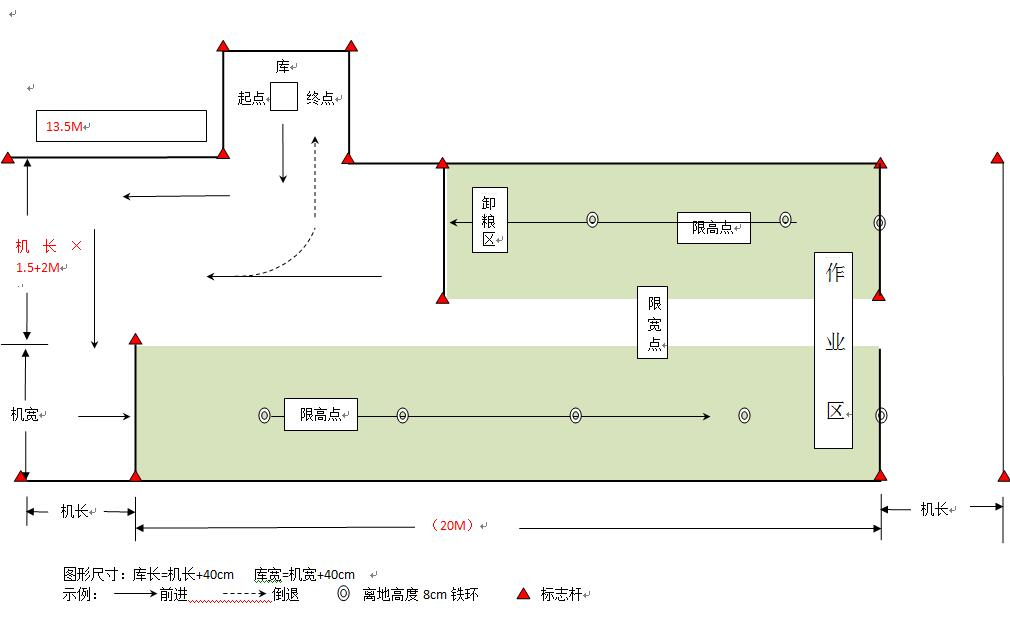 库
起点 终点
13.5M
机 长 ×
1.5+2M
卸
粮
区
限高点
作
业
区
限
宽
点
机宽
限高点
机长
（20M）
机长
图形尺寸：库长=机长+40cm 库宽=机宽+40cm
示例： 前进 倒退 离地高度 8cm 铁环 标志杆